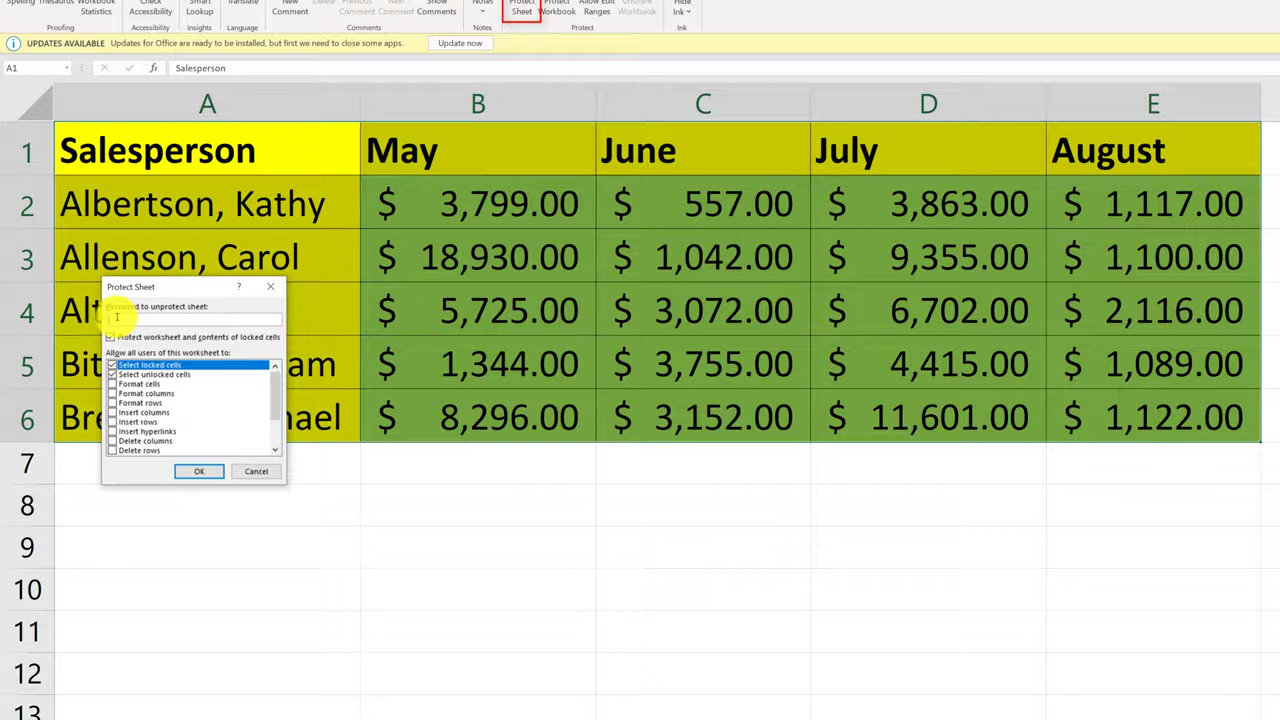 Spelling Thesaurus Workbook Statistics
Check Accessibility
Smart Lookup
Translate
New Comment
Delete
Previous Comment
Next Comment
Show Comments
Notes
Protect Sheet
Protect Workbook
Allow Edit Ranges
Unshare Workbook
Hide Ink
Proofing
Accessibility
Insights
Language
Comments
Notes
Protect
Ink
UPDATES AVAILABLE Updates for Office are ready to be installed, but first we need to close some apps. Update now
A1 fx Salesperson
A B C D E
1 Salesperson May June July August
2 Albertson, Kathy $ 3,799.00 $ 557.00 $ 3,863.00 $ 1,117.00
3 Allenson, Carol $ 18,930.00 $ 1,042.00 $ 9,355.00 $ 1,100.00
4 Alt $ 5,725.00 $ 3,072.00 $ 6,702.00 $ 2,116.00
5 Bit am $ 1,344.00 $ 3,755.00 $ 4,415.00 $ 1,089.00
6 Bre hael $ 8,296.00 $ 3,152.00 $ 11,601.00 $ 1,122.00
7
8
9
10
11
12
13
Protect Sheet ?
Password to unprotect sheet:
Protect worksheet and contents of locked cells
Allow all users of this worksheet to:
Select locked cells
Select unlocked cells
Format cells
Format columns
Format rows
Insert columns
Insert rows
Insert hyperlinks
Delete columns
Delete rows
OK Cancel